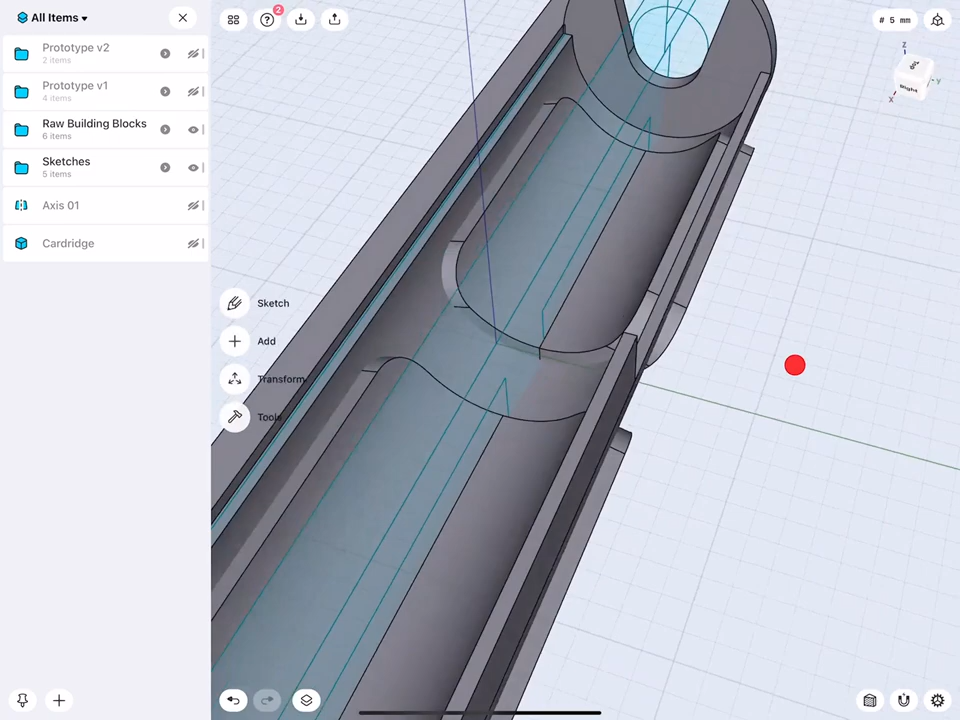 All Items
2
# 5 mm
Prototype v2
2 items
Prototype v1
4 items
Raw Building Blocks
6 items
Sketches
5 items
Axis 01
Cardridge
Z
Y
X
Right
Sketch
Add
Transform
Tools